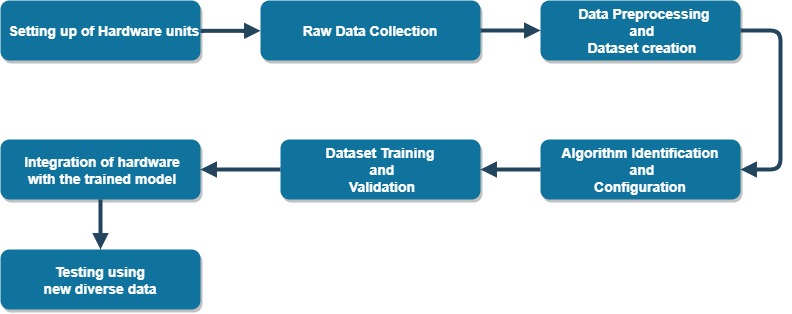 Setting up of Hardware units
Raw Data Collection
Data Preprocessing
and
Dataset creation
Algorithm Identification
and
Configuration
Dataset Training
and
Validation
Integration of hardware
with the trained model
Testing using
new diverse data